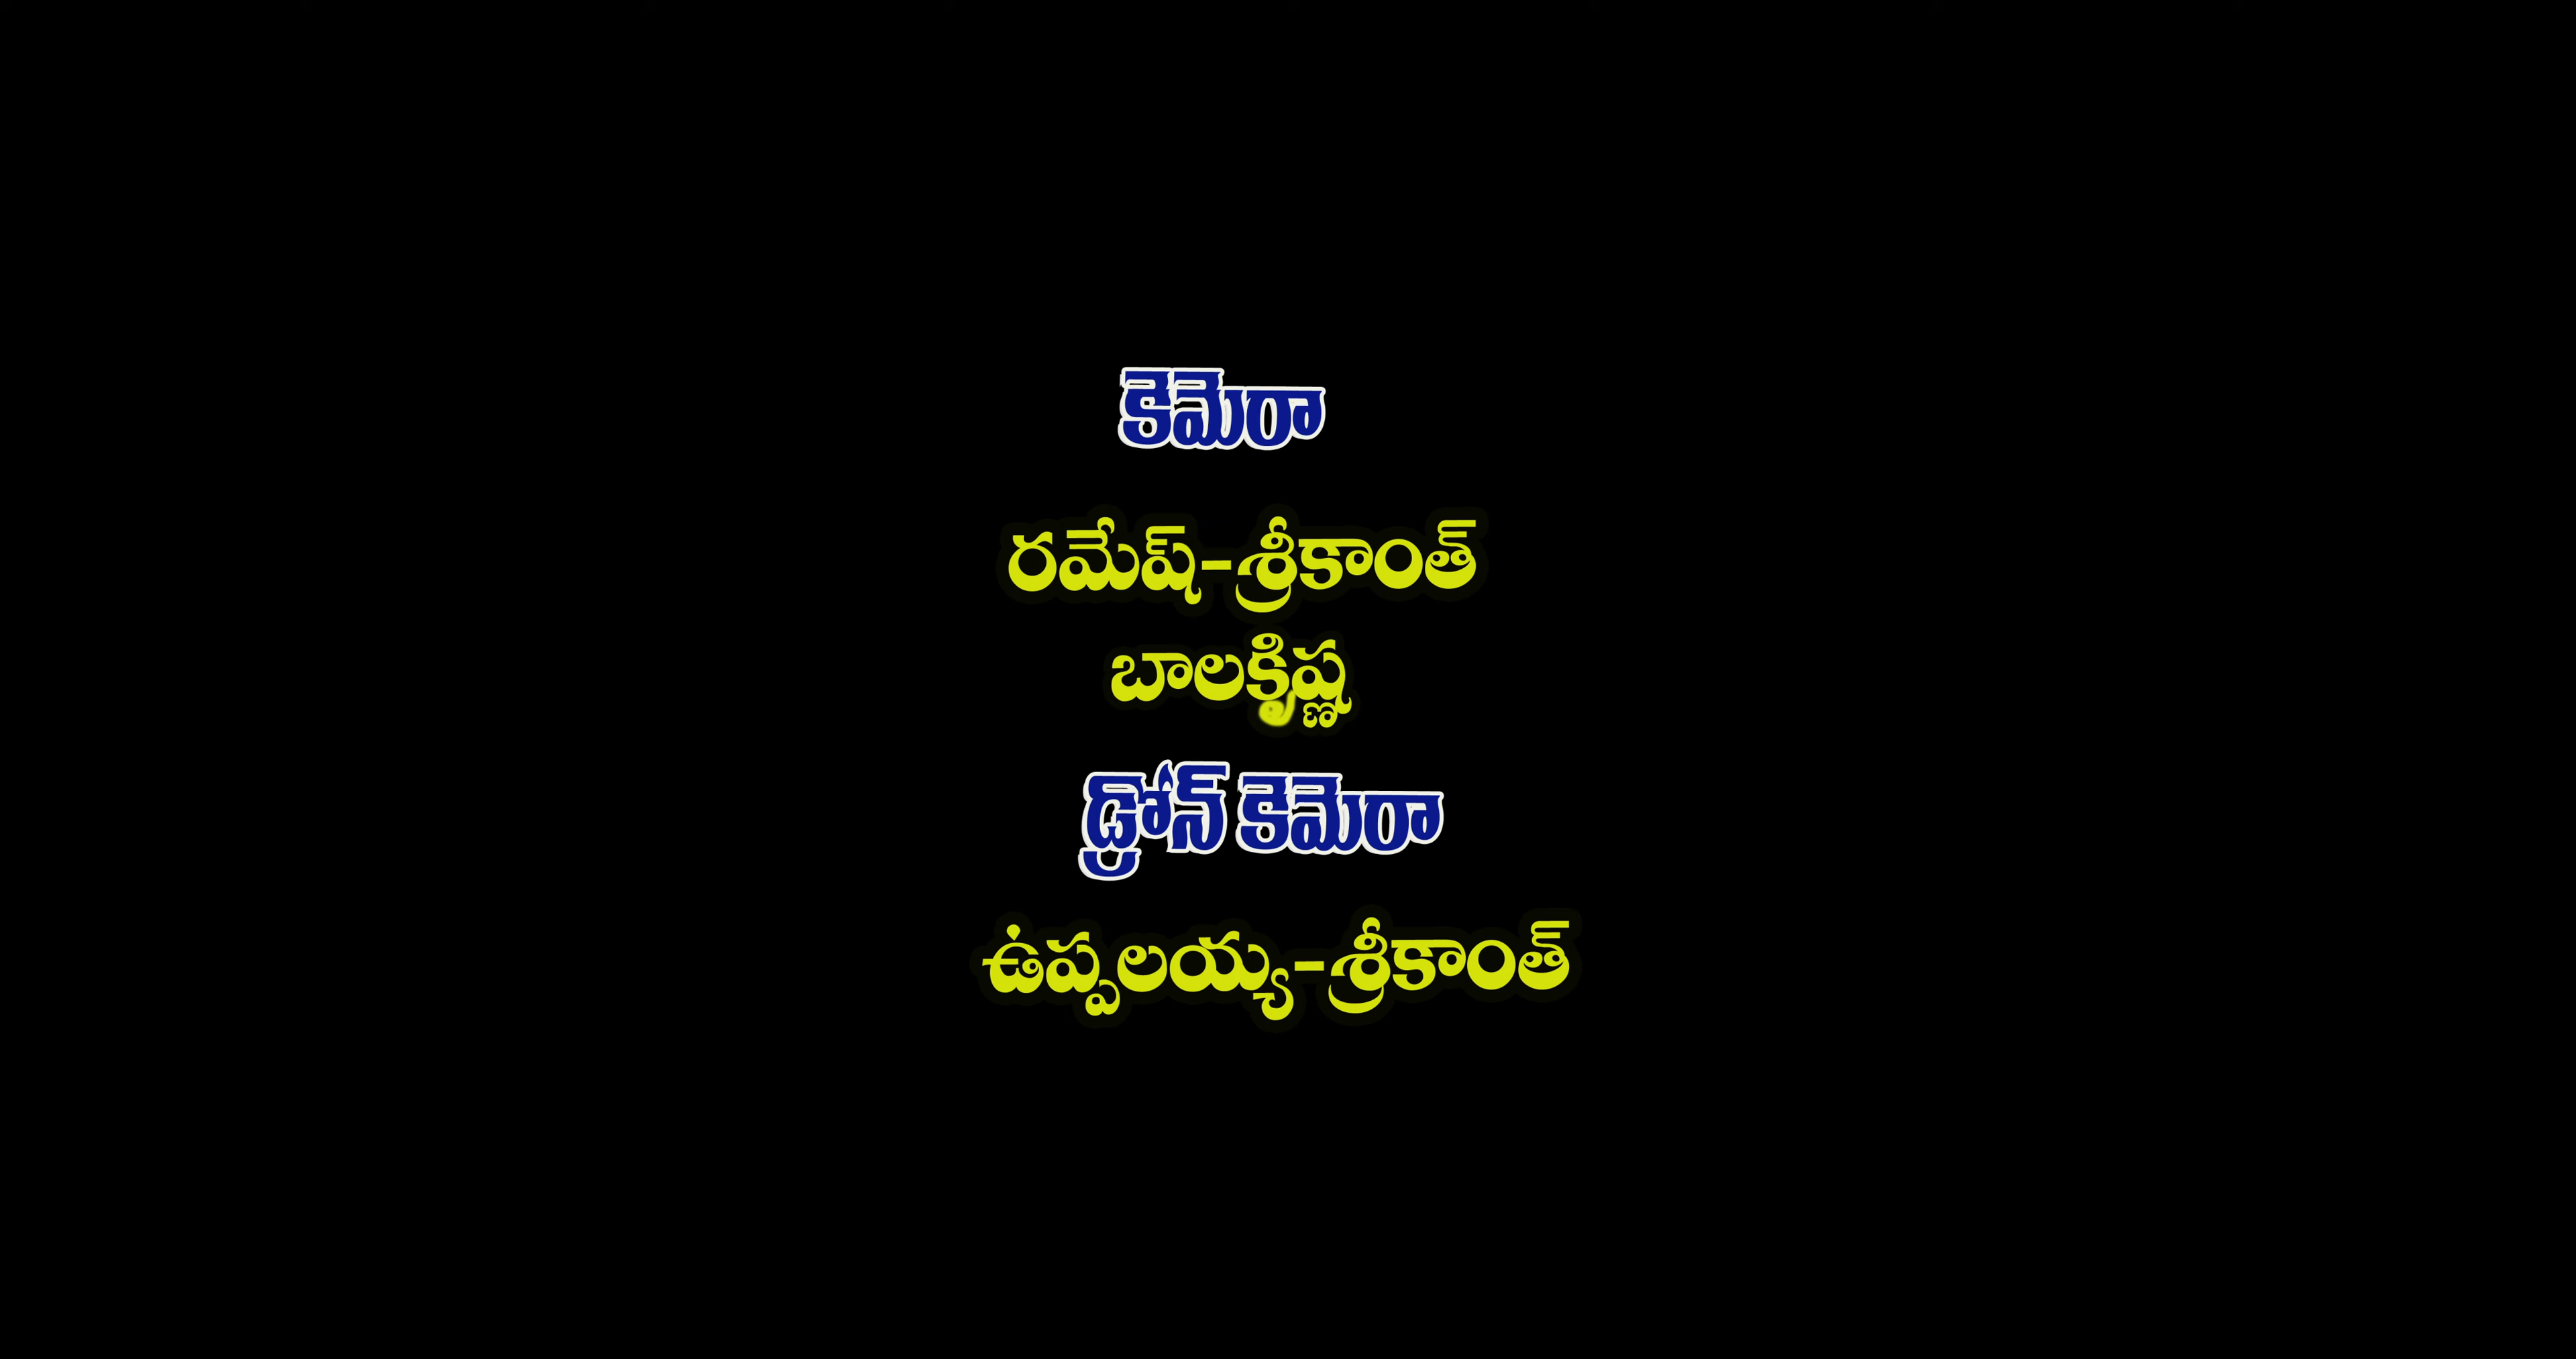 కెమెరా
రమేష్-శ్రీకాంత్
బాలకృష్ణ
డ్రోన్ కెమెరా
ఉప్పలయ్య-శ్రీకాంత్